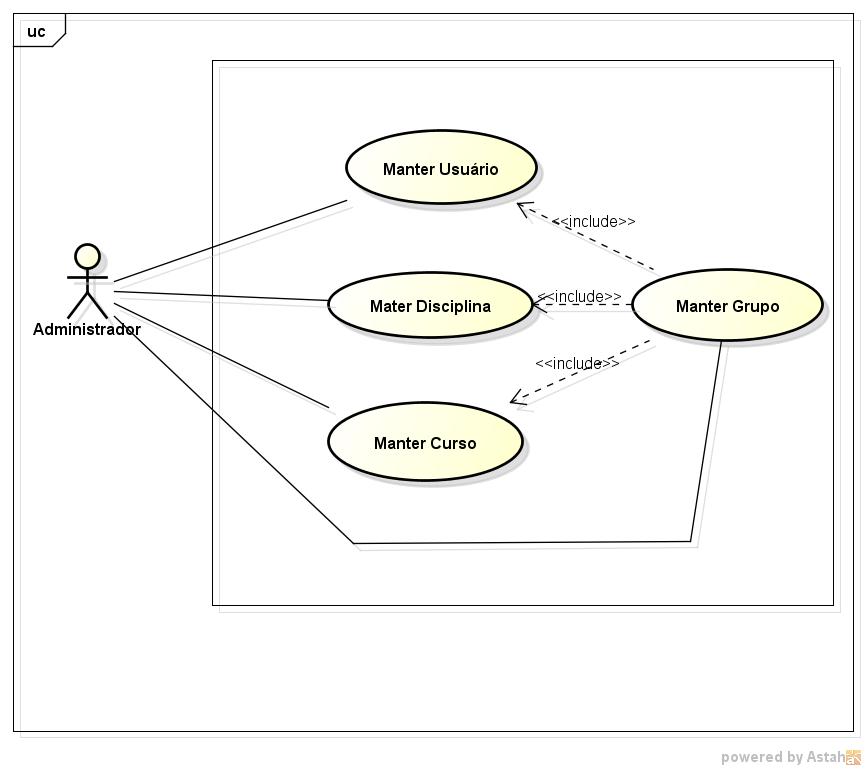 uc
Manter Usuário
<<include>>
Mater Disciplina
<<include>>
Manter Grupo
Administrador
<<include>>
Manter Curso
powered by Astah